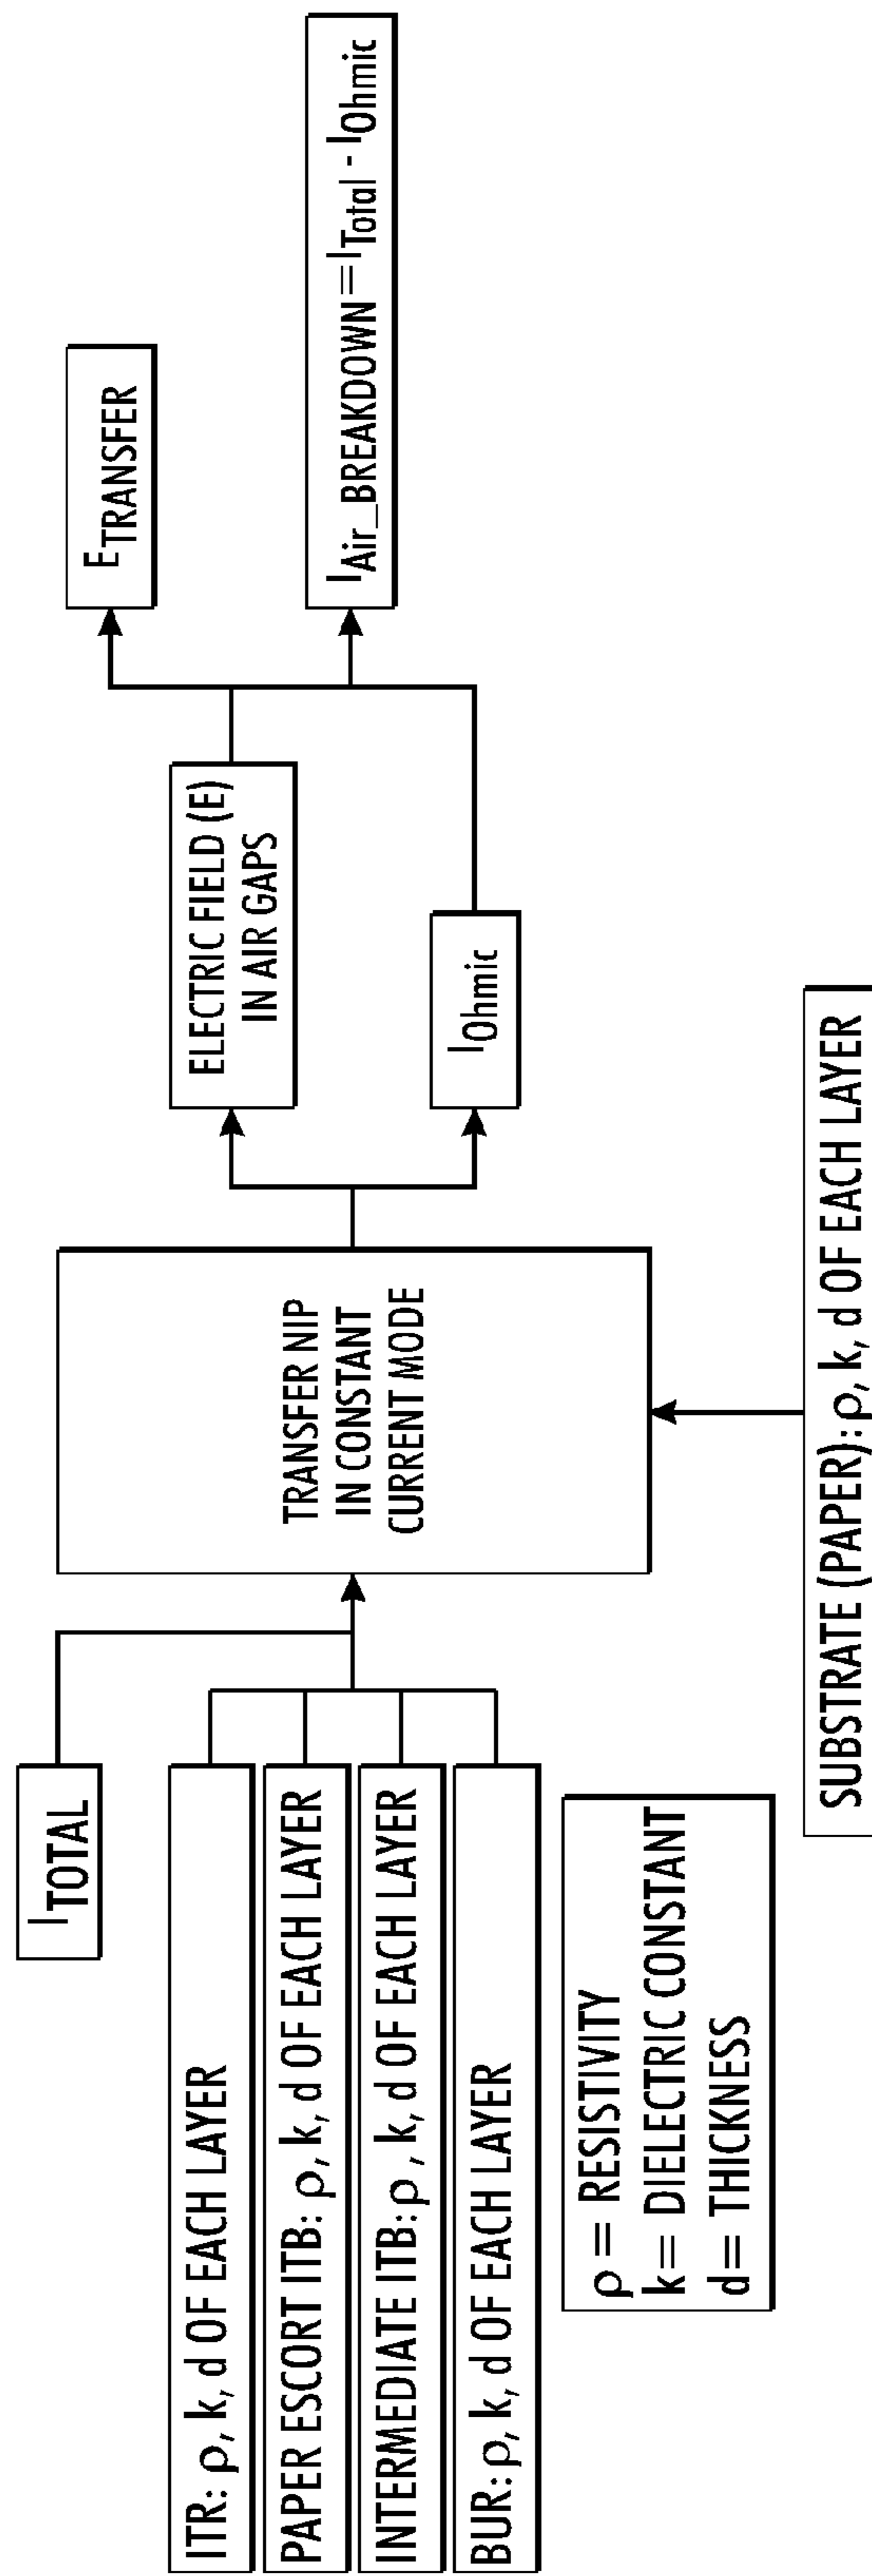 I_TOTAL
ITR: ρ, k, d OF EACH LAYER
PAPER ESCORT ITB: ρ, k, d OF EACH LAYER
INTERMEDIATE ITB: ρ, k, d OF EACH LAYER
BUR: ρ, k, d OF EACH LAYER
ρ = RESISTIVITY
k = DIELECTRIC CONSTANT
d = THICKNESS
TRANSFER NIP
IN CONSTANT
CURRENT MODE
SUBSTRATE (PAPER): ρ, k, d OF EACH LAYER
ELECTRIC FIELD (E)
IN AIR GAPS
I_Ohmic
E_TRANSFER
I_Air_BREAKDOWN = I_Total - I_Ohmic